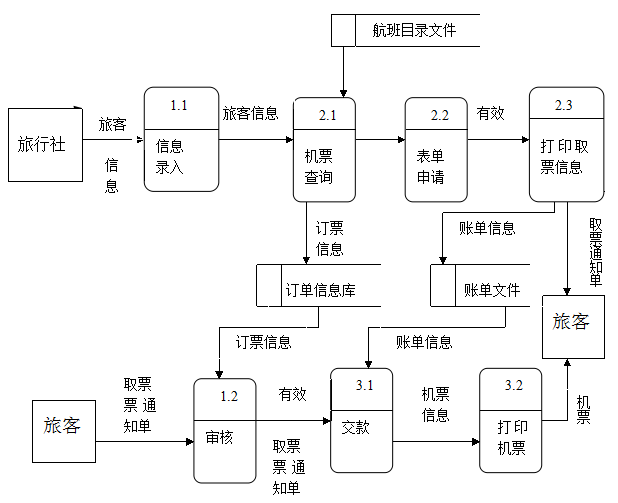 航班目录文件
1.1
2.1
2.2
2.3
旅行社
旅客
信
息
信息
录入
旅客信息
机票
查询
表单
申请
有效
打印取
票信息
订票
信息
账单信息
取
票
通
知
单
订单信息库
账单文件
旅客
订票信息
账单信息
旅客
取票
票 通
知单
1.2
审核
有效
取票
票 通
知单
3.1
交款
机票
信息
3.2
打印
机票
机
票